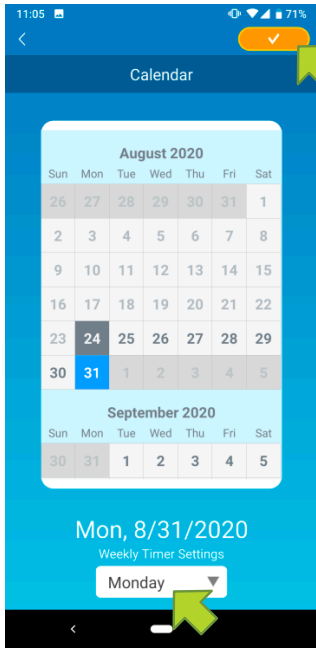 11:05 71%
Calendar
August 2020
Sun Mon Tue Wed Thu Fri Sat
26 27 28 29 30 31 1
2 3 4 5 6 7 8
9 10 11 12 13 14 15
16 17 18 19 20 21 22
23 24 25 26 27 28 29
30 31 1 2 3 4 5
September 2020
Sun Mon Tue Wed Thu Fri Sat
30 31 1 2 3 4 5
Mon, 8/31/2020
Weekly Timer Settings
Monday